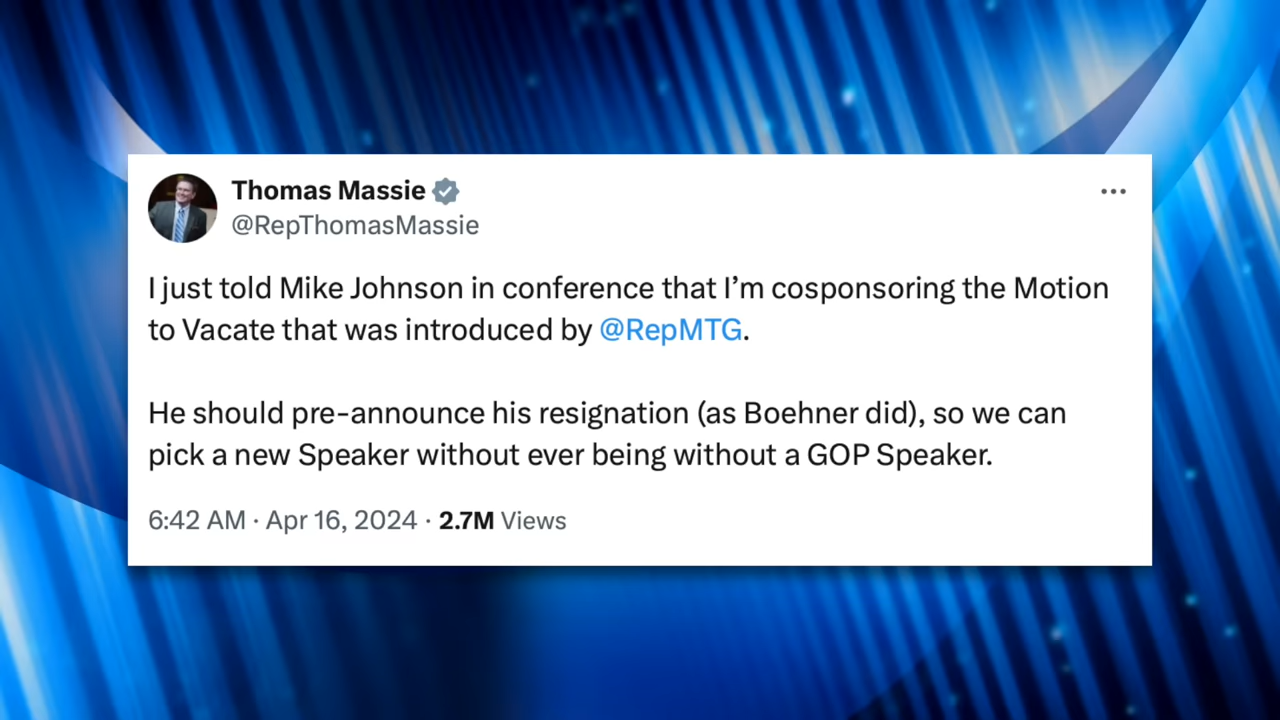 Thomas Massie
@RepThomasMassie
I just told Mike Johnson in conference that I’m cosponsoring the Motion
to Vacate that was introduced by @RepMTG.
He should pre-announce his resignation (as Boehner did), so we can
pick a new Speaker without ever being without a GOP Speaker.
6:42 AM · Apr 16, 2024 · 2.7M Views